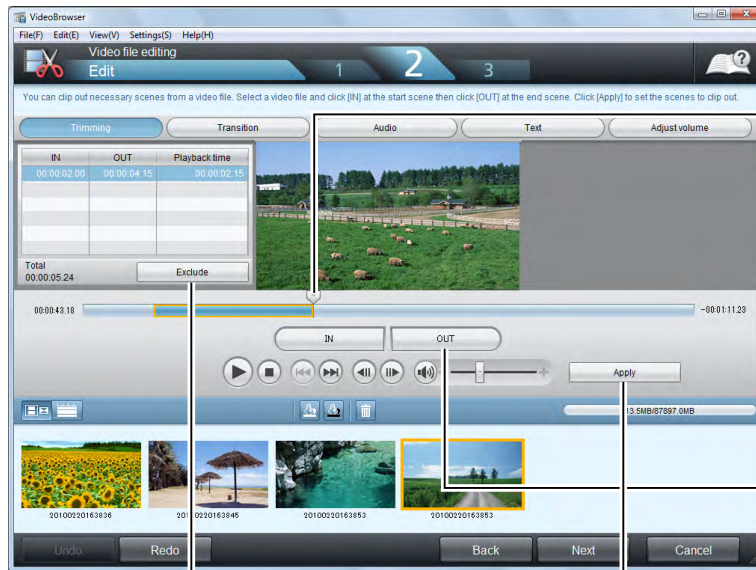 VideoBrowser
File(F) Edit(E) View(V) Settings(S) Help(H)
Video file editing
Edit
1 2 3
You can clip out necessary scenes from a video file. Select a video file and click [IN] at the start scene then click [OUT] at the end scene. Click [Apply] to set the scenes to clip out.
Trimming Transition Audio Text Adjust volume
IN OUT Playback time
00:00:02.06 00:00:04.15 00:00:02.15
Total
00:00:05.24
Exclude
00:00:43.18 -00:01:11.23
IN OUT
Apply
3.5MB/87897.0MB
20100220163836 20100220163845 20100220163853 20100220163853
Undo Redo Back Next Cancel